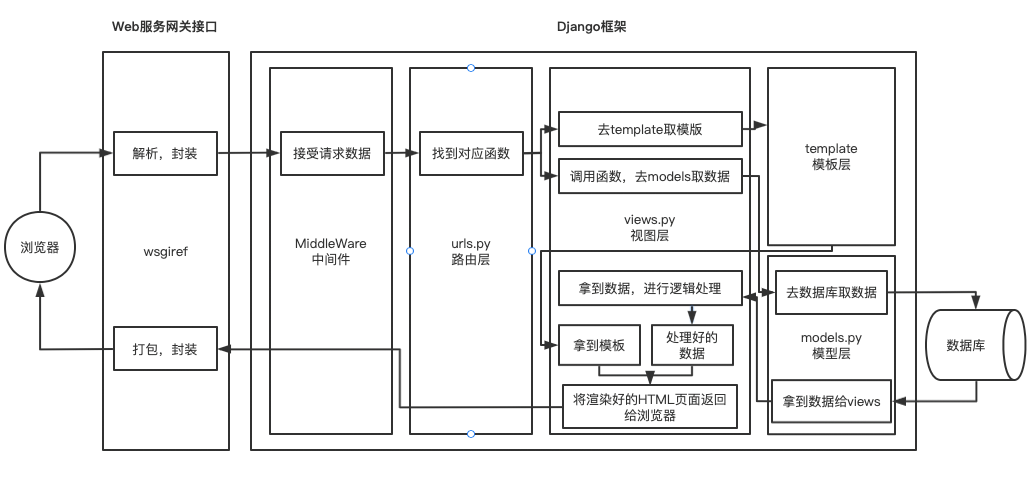 Web服务网关接口
Django框架
解析，封装
接受请求数据
找到对应函数
去template取模版
调用函数，去models取数据
template
模板层
浏览器
wsgiref
MiddleWare
中间件
urls.py
路由层
views.py
视图层
拿到数据，进行逻辑处理
去数据库取数据
打包，封装
拿到模板
处理好的
数据
models.py
模型层
数据库
将渲染好的HTML页面返回
给浏览器
拿到数据给views